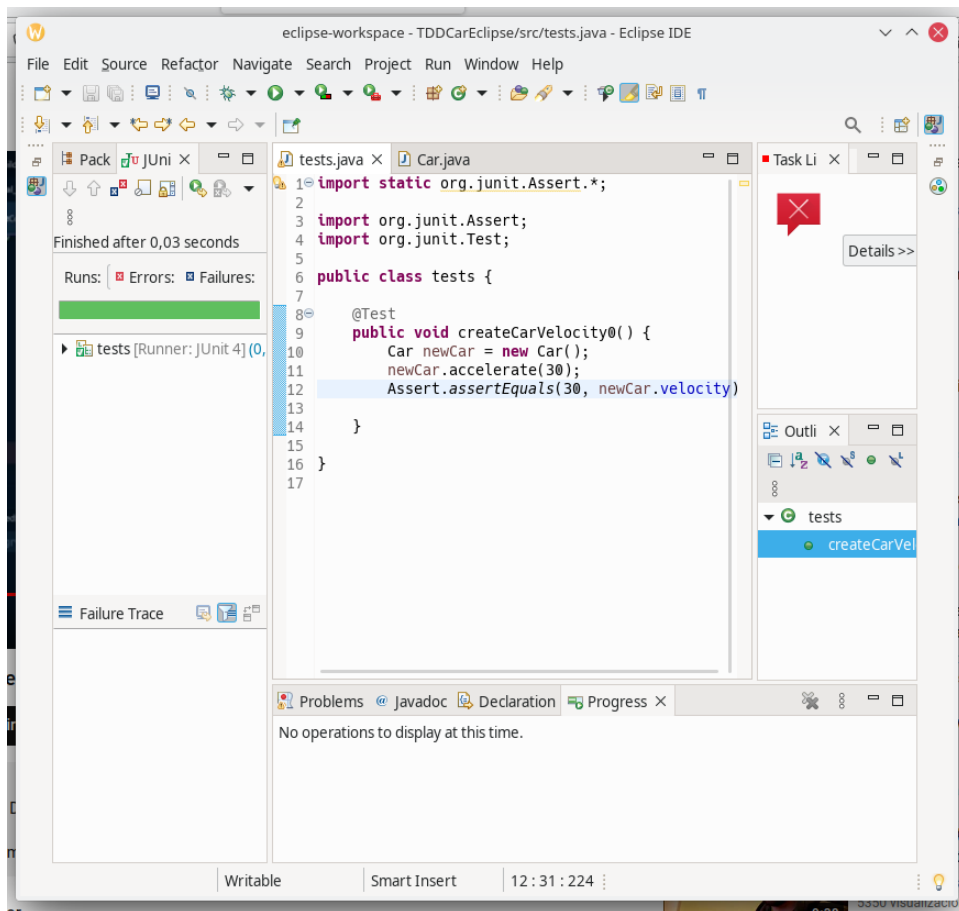 eclipse-workspace - TDDCarEclipse/src/tests.java - Eclipse IDE
File Edit Source Refactor Navigate Search Project Run Window Help
Pack JUni
Finished after 0,03 seconds
Runs: Errors: Failures:
tests [Runner: JUnit 4] (0,
Failure Trace
tests.java Car.java
1 import static org.junit.Assert.*;
2
3 import org.junit.Assert;
4 import org.junit.Test;
5
6 public class tests {
7
8 @Test
9 public void createCarVelocity0() {
10 Car newCar = new Car();
11 newCar.accelerate(30);
12 Assert.assertEquals(30, newCar.velocity)
13
14 }
15
16 }
17
Task Li
Details >>
Outli
tests
createCarVel
Problems Javadoc Declaration Progress
No operations to display at this time.
Writable Smart Insert 12 : 31 : 224